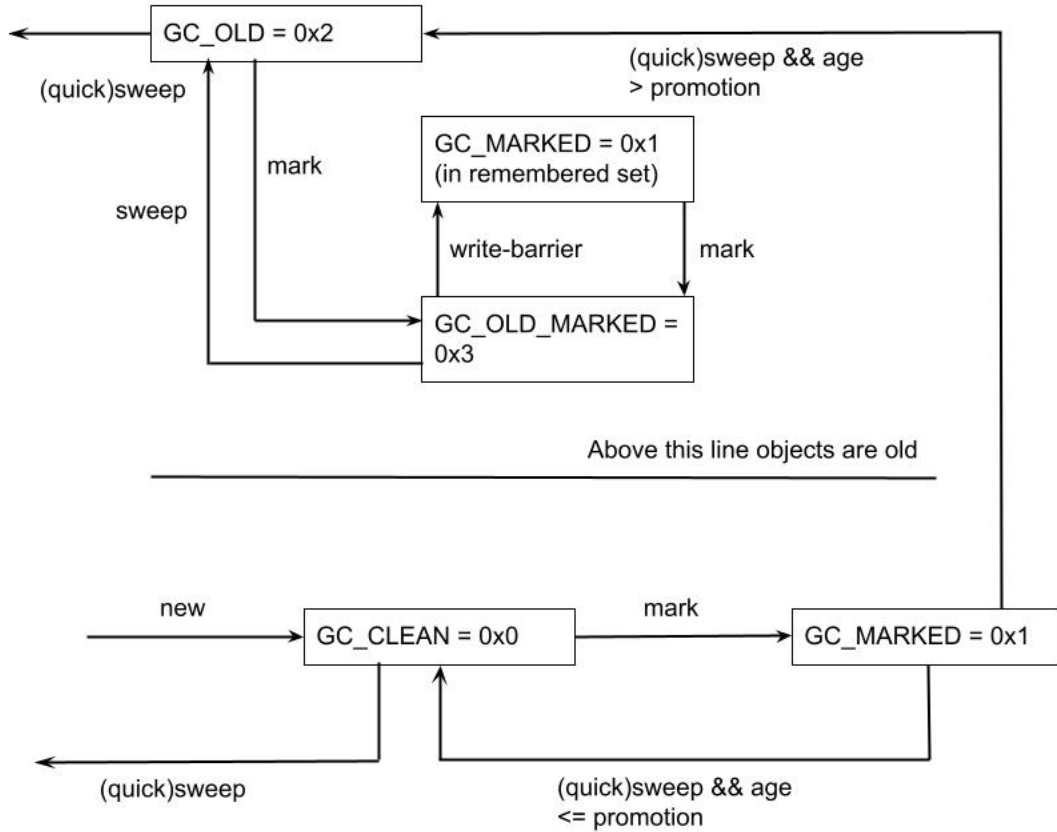 GC_OLD = 0x2
(quick)sweep && age
> promotion
(quick)sweep
GC_MARKED = 0x1
(in remembered set)
mark
sweep
write-barrier
mark
GC_OLD_MARKED =
0x3
Above this line objects are old
new
mark
GC_CLEAN = 0x0
GC_MARKED = 0x1
(quick)sweep
(quick)sweep && age
<= promotion